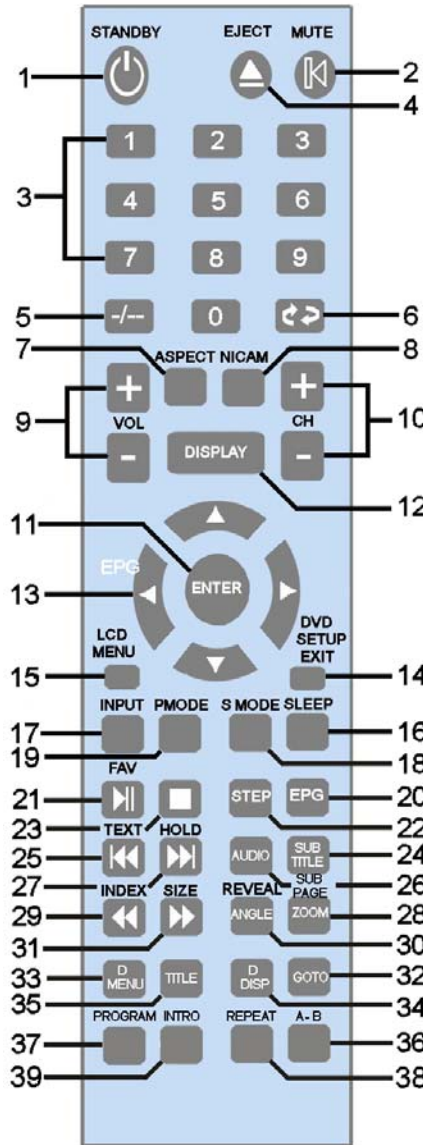 STANDBY EJECT MUTE
1 2
4
1 2 3
3
4 5 6
7 8 9
5 -/-- 0 6
7 ASPECT NICAM 8
+ +
9 VOL CH 10
- DISPLAY -
12
11
EPG ENTER
13
LCD MENU DVD SETUP EXIT
15 14
INPUT PMODE S MODE SLEEP
17 16
19 18
FAV
21 STEP EPG 20
23 22
TEXT HOLD
25 AUDIO SUB TITLE 24
27 26
INDEX SIZE REVEAL SUB PAGE
29 ANGLE ZOOM 28
31 30
33 D MENU TITLE D DISP GOTO 32
35 34
PROGRAM INTRO REPEAT A-B
37 36
39 38